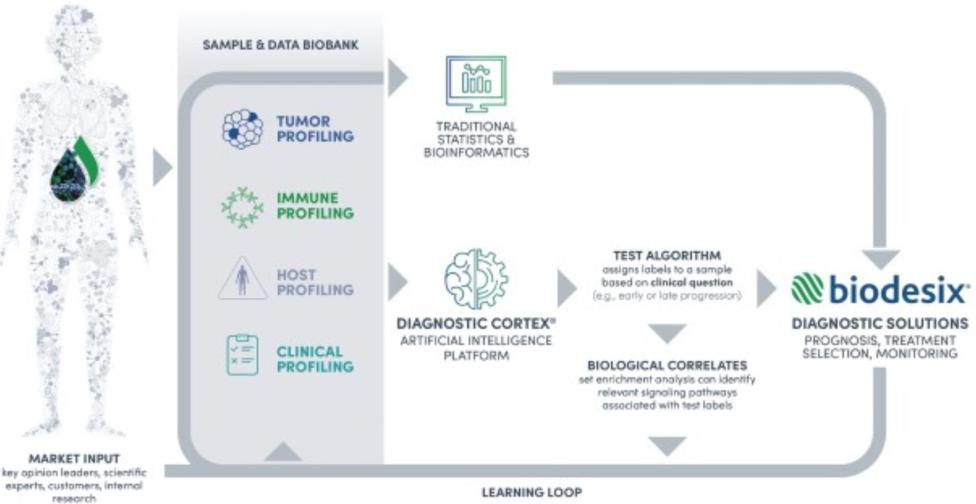 SAMPLE & DATA BIOBANK
TUMOR
PROFILING
IMMUNE
PROFILING
HOST
PROFILING
CLINICAL
PROFILING
TRADITIONAL
STATISTICS &
BIOINFORMATICS
DIAGNOSTIC CORTEX®
ARTIFICIAL INTELLIGENCE
PLATFORM
TEST ALGORITHM
assigns labels to a sample
based on clinical question
(e.g., early or late progression)
BIOLOGICAL CORRELATES
set enrichment analysis can identify
relevant signaling pathways
associated with test labels
biodesix
DIAGNOSTIC SOLUTIONS
PROGNOSIS, TREATMENT
SELECTION, MONITORING
MARKET INPUT
key opinion leaders, scientific
experts, customers, internal
research
LEARNING LOOP